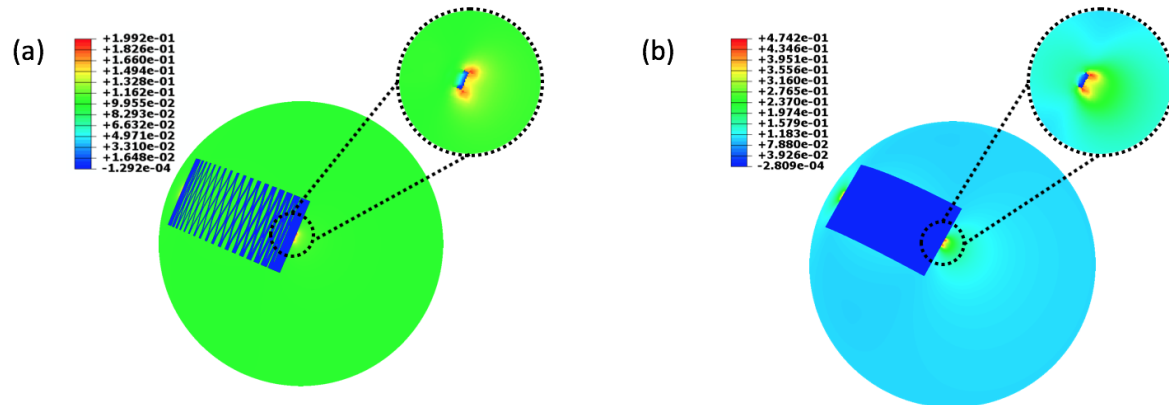 (a)
+1.992e-01
+1.826e-01
+1.660e-01
+1.494e-01
+1.328e-01
+1.162e-01
+9.955e-02
+8.293e-02
+6.632e-02
+4.971e-02
+3.310e-02
+1.648e-02
-1.292e-04
(b)
+4.742e-01
+4.346e-01
+3.951e-01
+3.556e-01
+3.160e-01
+2.765e-01
+2.370e-01
+1.974e-01
+1.579e-01
+1.183e-01
+7.880e-02
+3.926e-02
-2.809e-04